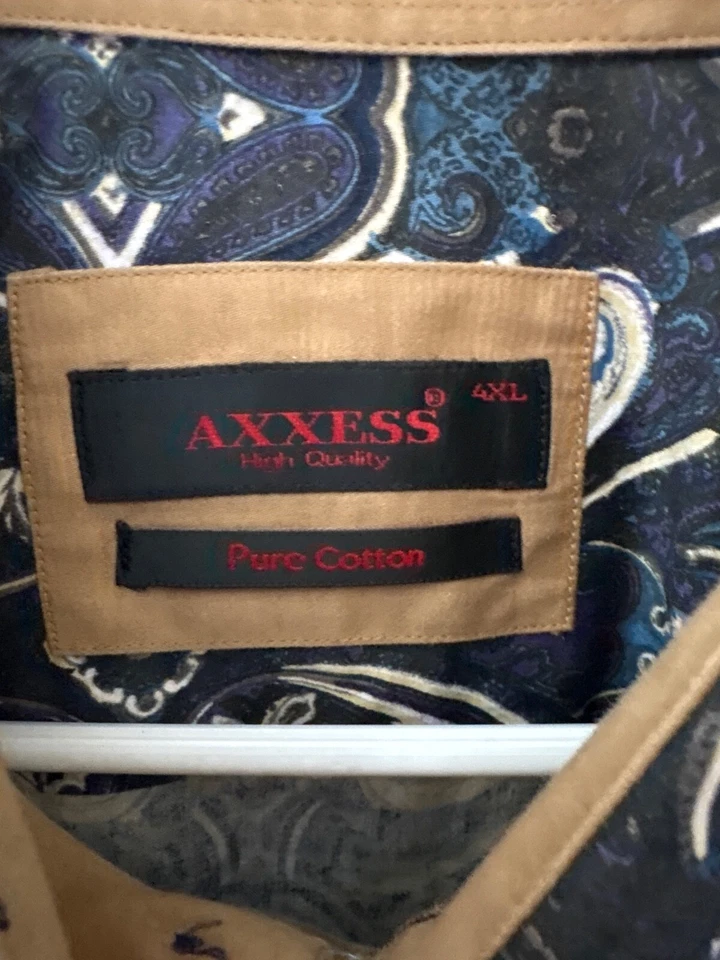 4XL
AXXESS®
High Quality
Pure Cotton